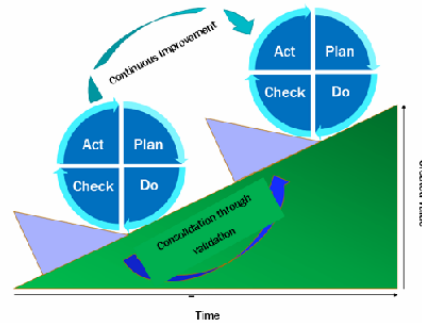 Act Plan
Check Do
Continuous Improvement
Act Plan
Check Do
Consolidation through
validation
Time